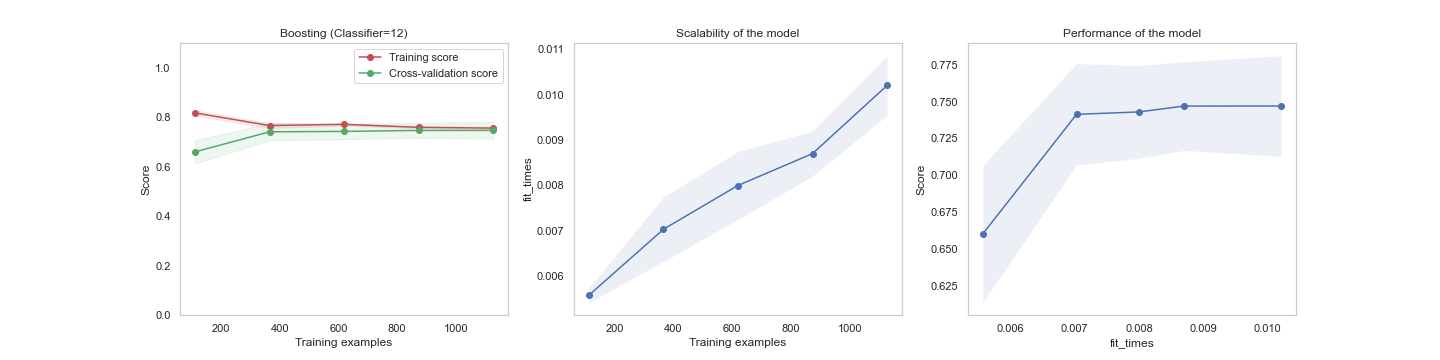 Boosting (Classifier=12)
Training score
Cross-validation score
1.0
0.8
0.6
0.4
0.2
0.0
Score
200 400 600 800 1000
Training examples
Scalability of the model
0.011
0.010
0.009
0.008
0.007
0.006
fit_times
200 400 600 800 1000
Training examples
Performance of the model
0.775
0.750
0.725
0.700
0.675
0.650
0.625
Score
0.006 0.007 0.008 0.009 0.010
fit_times